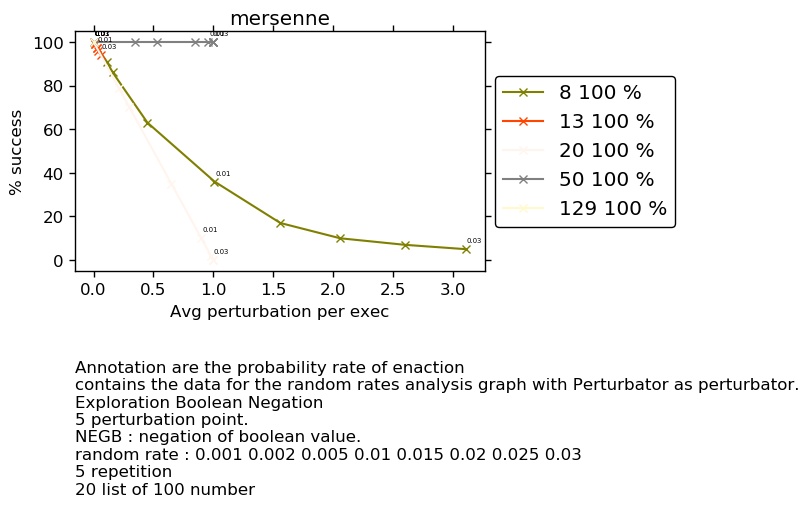 mersenne
100
80
60
40
20
0
% success
0.0 0.5 1.0 1.5 2.0 2.5 3.0
Avg perturbation per exec
0.01
0.03
0.01
0.03
0.01
0.03
8 100 %
13 100 %
20 100 %
50 100 %
129 100 %
Annotation are the probability rate of enaction
contains the data for the random rates analysis graph with Perturbator as perturbator.
Exploration Boolean Negation
5 perturbation point.
NEGB : negation of boolean value.
random rate : 0.001 0.002 0.005 0.01 0.015 0.02 0.025 0.03
5 repetition
20 list of 100 number